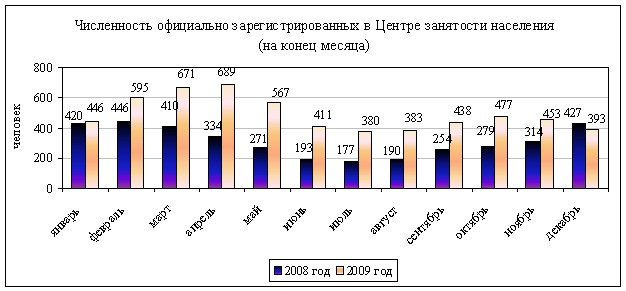 Численность официально зарегистрированных в Центре занятости населения
(на конец месяца)
человек
800
600
400
200
0
420 446 446 595 410 671 334 689 271 567 193 411 177 380 190 383 254 438 279 477 314 453 427 393
январь февраль март апрель май июнь июль август сентябрь октябрь ноябрь декабрь
2008 год 2009 год